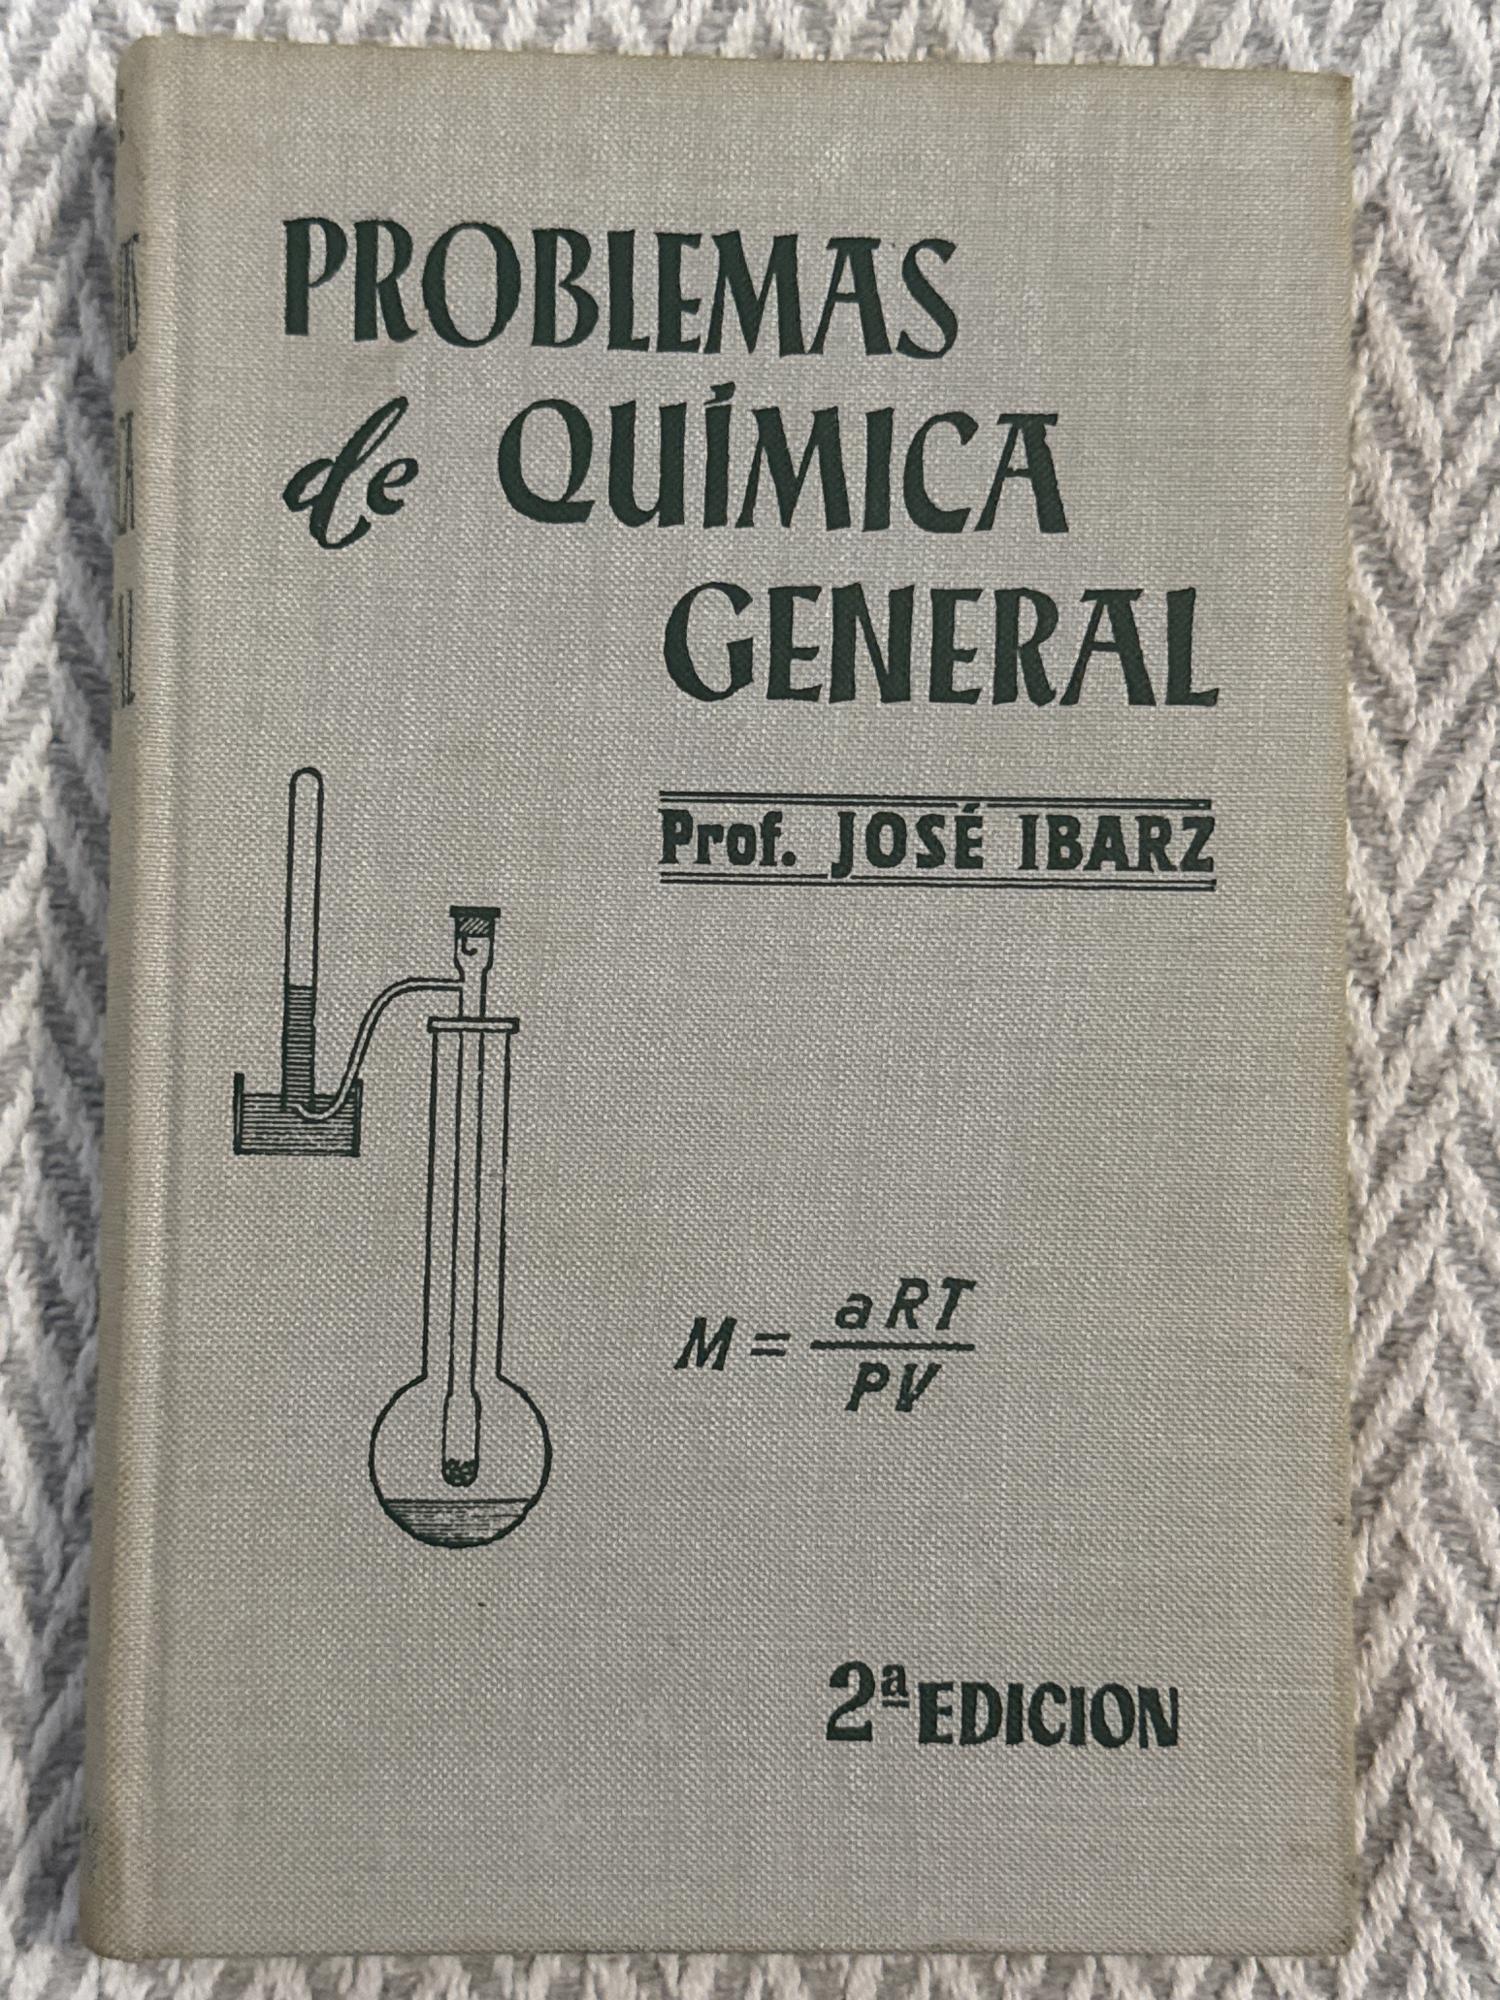 PROBLEMAS
de QUÍMICA
GENERAL
Prof. JOSÉ IBARZ
M = aRT
PV
2ª EDICION